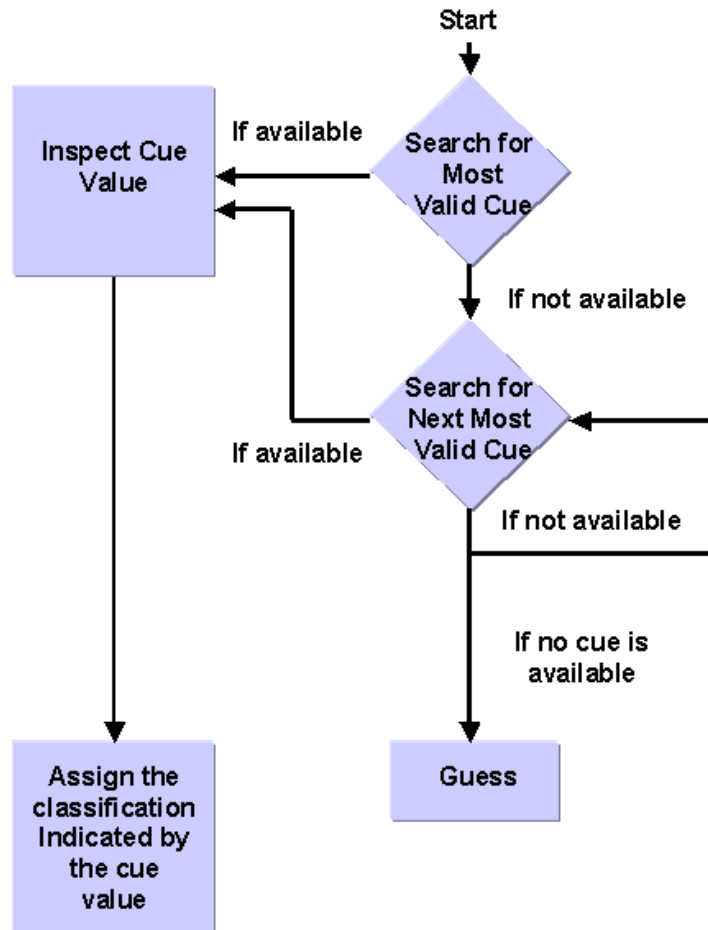 Start
If available
Search for
Most
Valid Cue
Inspect Cue
Value
If not available
Search for
Next Most
Valid Cue
If available
If not available
If no cue is
available
Guess
Assign the
classification
Indicated by
the cue
value